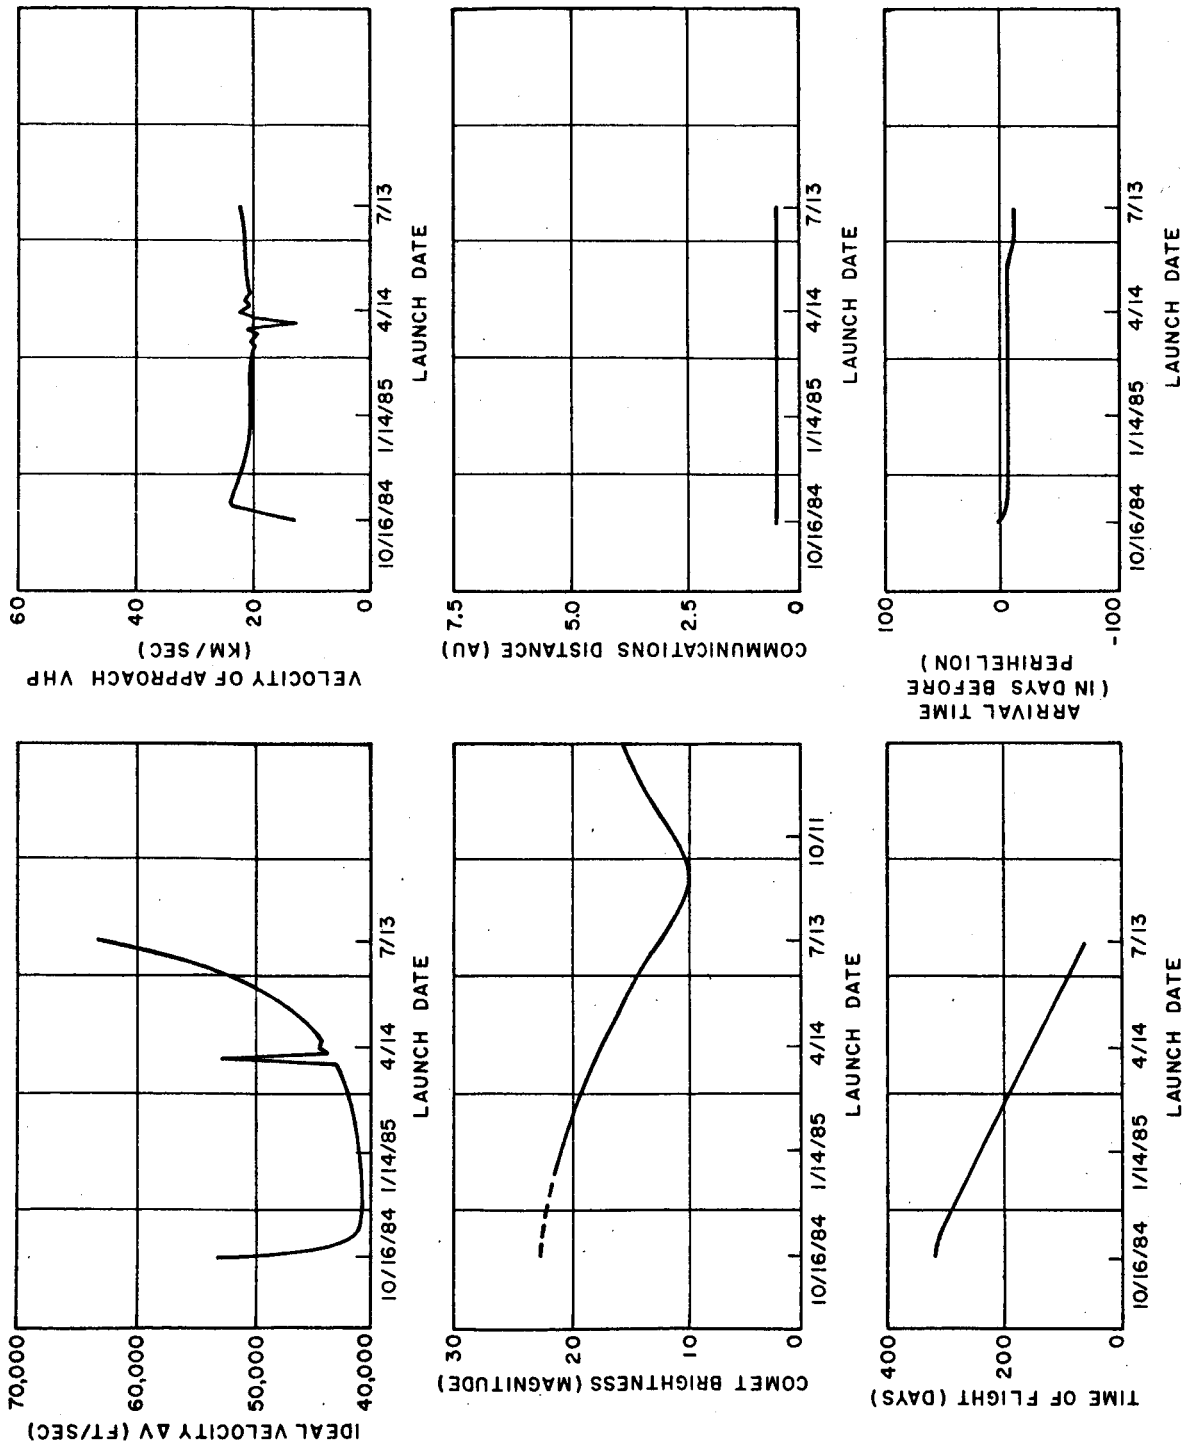 IDEAL VELOCITY ΔV (FT/SEC)
70,000
60,000
50,000
40,000
10/16/84 1/14/85 4/14 7/13
LAUNCH DATE
VELOCITY OF APPROACH VHP
(KM/SEC)
60
40
20
0
10/16/84 1/14/85 4/14 7/13
LAUNCH DATE
COMET BRIGHTNESS (MAGNITUDE)
30
20
10
0
10/16/84 1/14/85 4/14 7/13 10/11
LAUNCH DATE
COMMUNICATIONS DISTANCE (AU)
7.5
5.0
2.5
0
10/16/84 1/14/85 4/14 7/13
LAUNCH DATE
TIME OF FLIGHT (DAYS)
400
200
0
10/16/84 1/14/85 4/14 7/13
LAUNCH DATE
ARRIVAL TIME
(IN DAYS BEFORE
PERIHELION)
100
0
-100
10/16/84 1/14/85 4/14 7/13
LAUNCH DATE